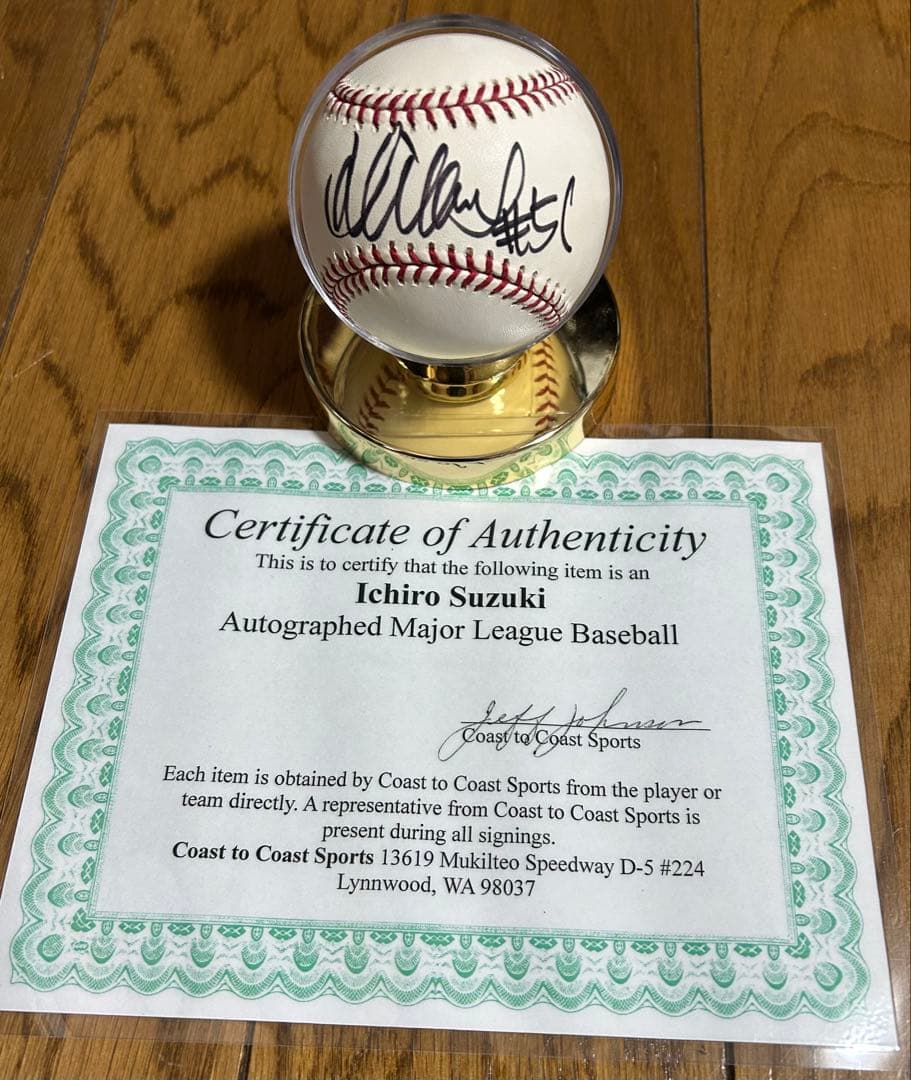 #51
Certificate of Authenticity
This is to certify that the following item is an
Ichiro Suzuki
Autographed Major League Baseball
Jeff Johnson
Coast to Coast Sports
Each item is obtained by Coast to Coast Sports from the player or
team directly. A representative from Coast to Coast Sports is
present during all signings.
Coast to Coast Sports 13619 Mukilteo Speedway D-5 #224
Lynnwood, WA 98037